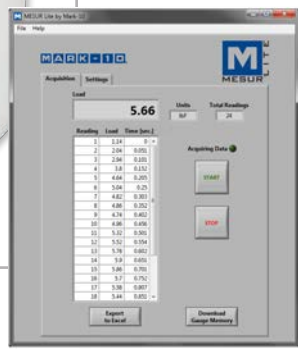 MESUR Lite by Mark-10
File Help
MARK-10
M
LITE
MESUR
Acquisition Settings
Load
5.66
Units
lbF
Total Readings
24
Reading Load Time (sec.)
1 1.24 0
2 2.04 0.051
3 2.94 0.101
4 3.8 0.152
5 4.64 0.205
6 5.04 0.25
7 4.82 0.303
8 4.86 0.352
9 4.74 0.402
10 4.96 0.456
11 5.32 0.501
12 5.52 0.554
13 5.78 0.602
14 5.9 0.651
15 5.86 0.701
16 5.7 0.752
17 5.38 0.807
18 5.44 0.851
Acquiring Data
START
STOP
Export
to Excel
Download
Gauge Memory